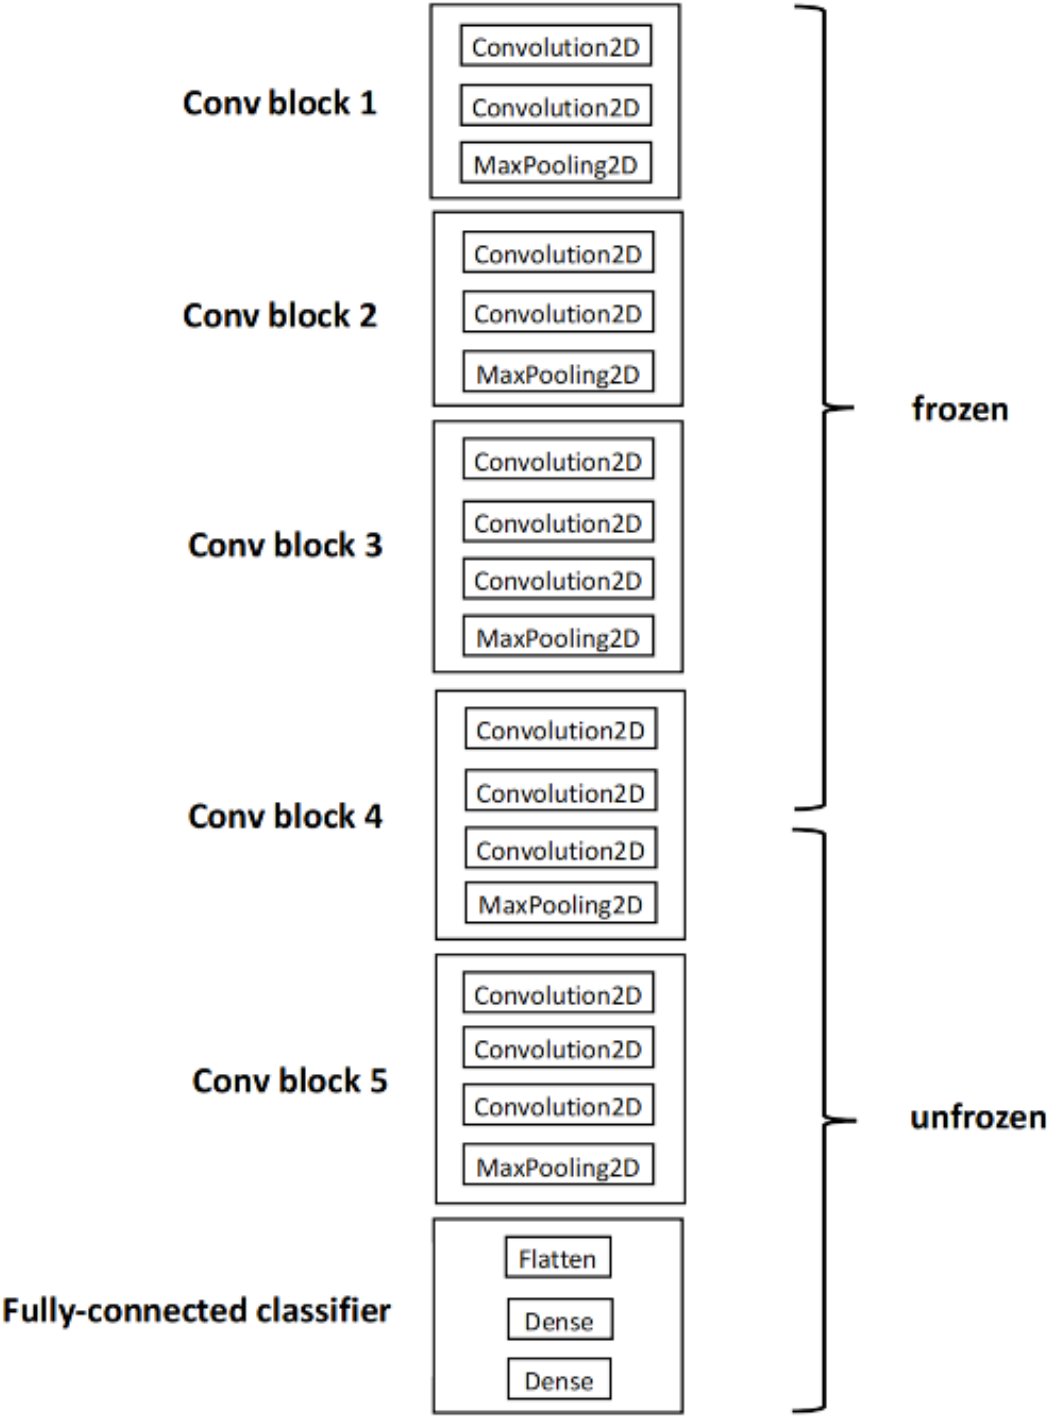 Conv block 1
Convolution2D
Convolution2D
MaxPooling2D
Conv block 2
Convolution2D
Convolution2D
MaxPooling2D
frozen
Conv block 3
Convolution2D
Convolution2D
Convolution2D
MaxPooling2D
Conv block 4
Convolution2D
Convolution2D
Convolution2D
MaxPooling2D
Conv block 5
Convolution2D
Convolution2D
Convolution2D
MaxPooling2D
unfrozen
Fully-connected classifier
Flatten
Dense
Dense